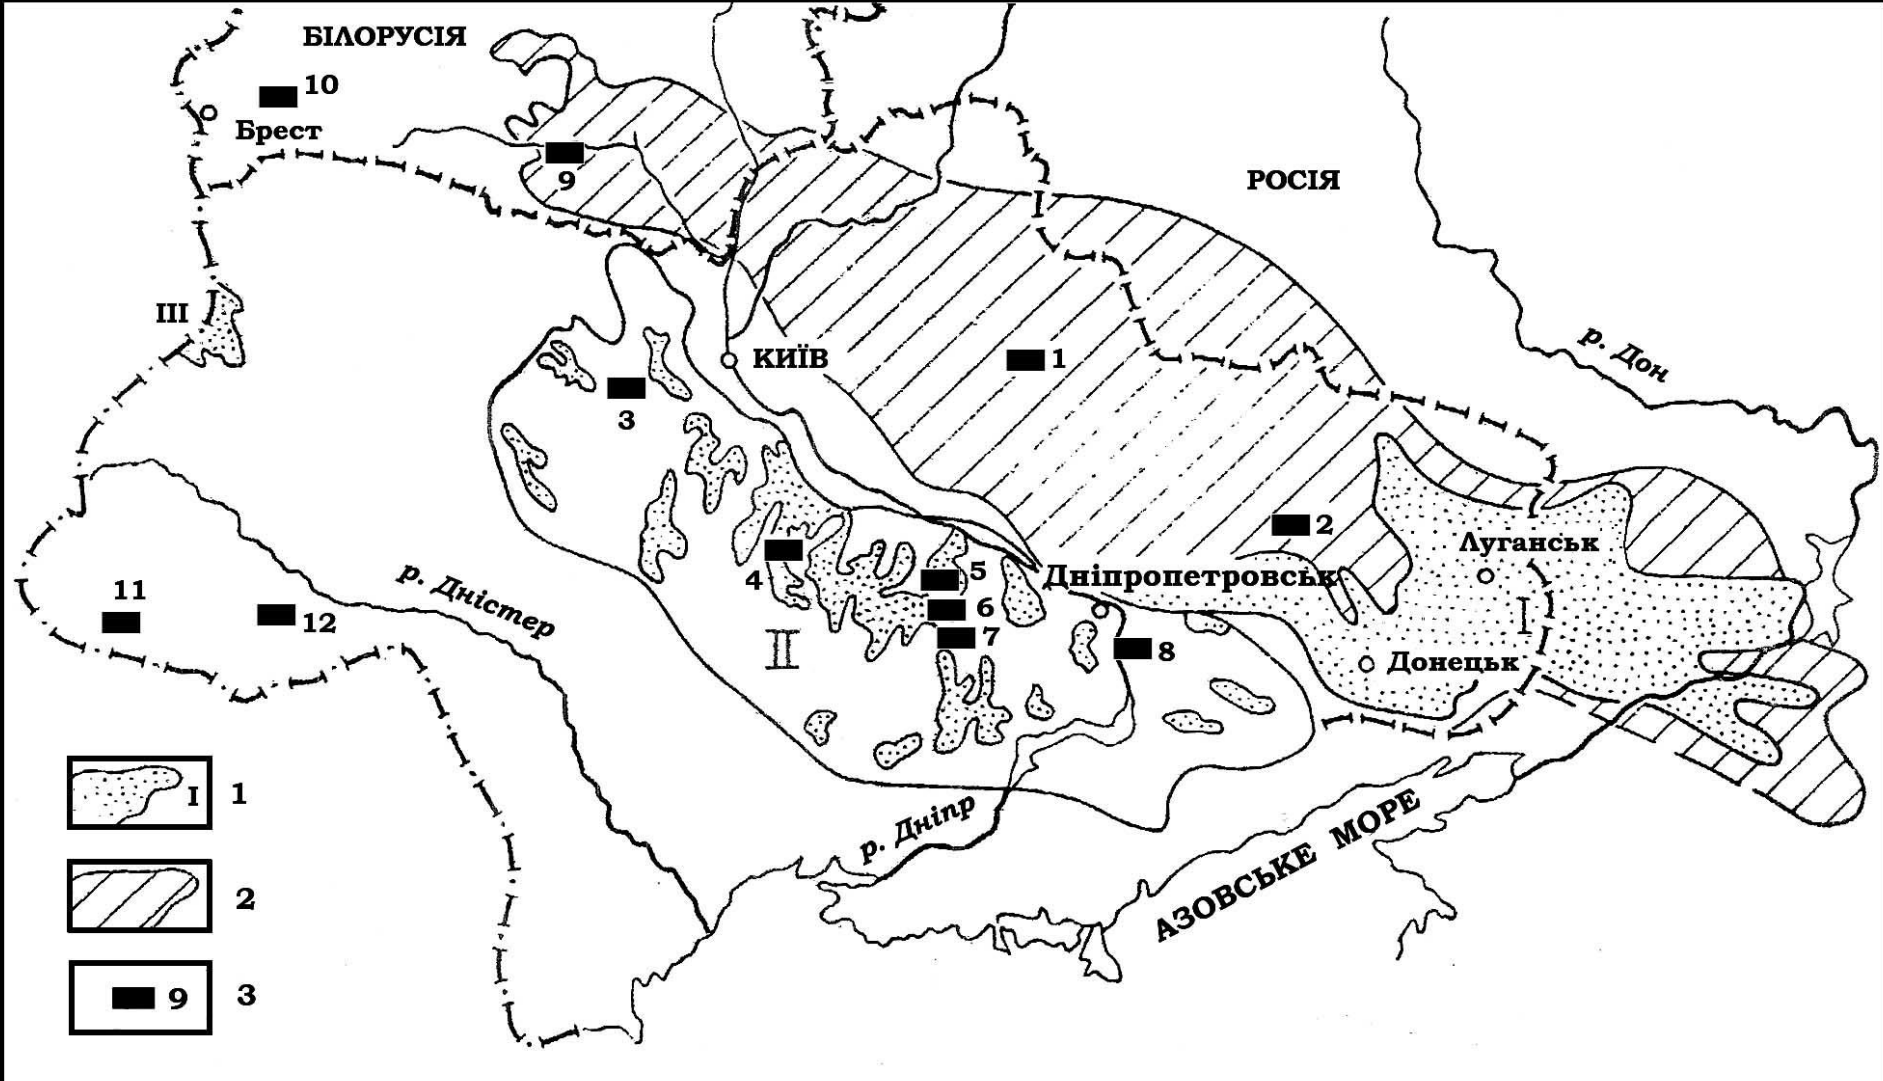 БІЛОРУСІЯ
10
Брест
9
РОСІЯ
III
КИЇВ
1
3
р. Дон
2
Луганськ
4
5
Дніпропетровськ
р. Дністер
11
12
6
7
II
8
I
Донецьк
I 1
р. Дніпр
АЗОВСЬКЕ МОРЕ
2
9 3